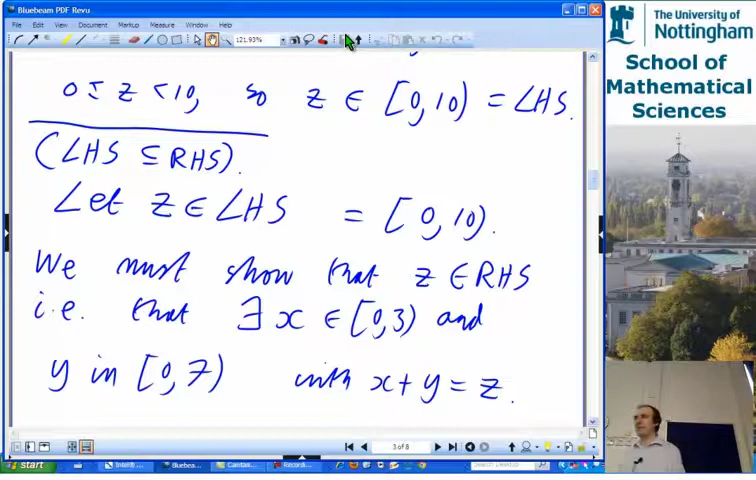 Bluebeam PDF Revu
File Edit View Document Markup Measure Window Help
121.93%
0 ≤ z < 10, so z ∈ [0, 10) = LHS.
(LHS ⊆ RHS).
Let z ∈ LHS = [0, 10).
We must show that z ∈ RHS
i.e. that ∃ x ∈ [0, 3) and
y in [0, 7) with x + y = z.
3 of 8
start
Bluebeam...
Recordi...
The University of
Nottingham
School of
Mathematical
Sciences